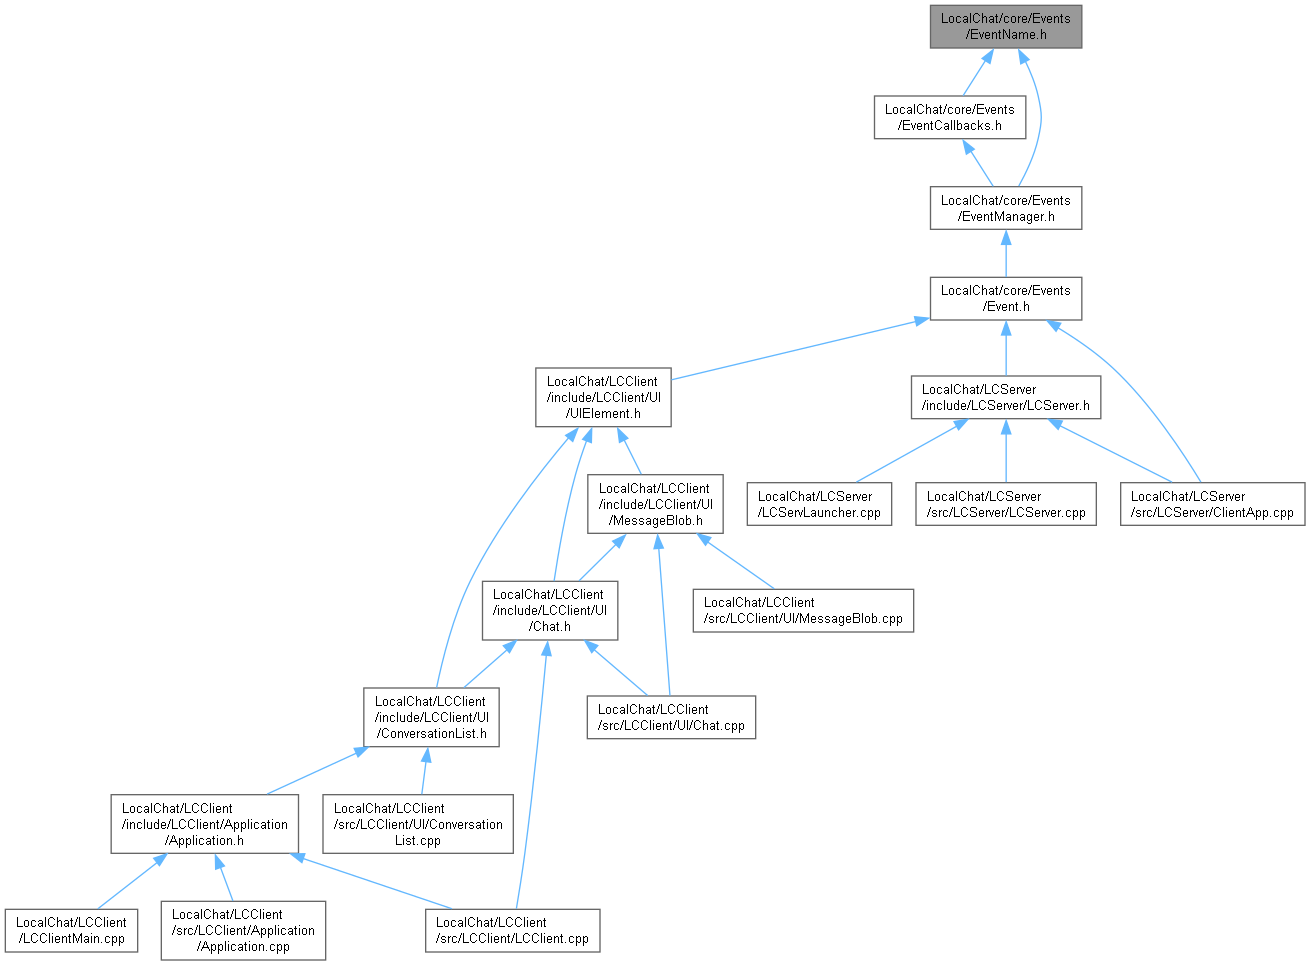 LocalChat/core/Events
/EventName.h
LocalChat/core/Events
/EventCallbacks.h
LocalChat/core/Events
/EventManager.h
LocalChat/core/Events
/Event.h
LocalChat/LCClient
/include/LCClient/UI
/UIElement.h
LocalChat/LCServer
/include/LCServer/LCServer.h
LocalChat/LCClient
/include/LCClient/UI
/MessageBlob.h
LocalChat/LCServer
/LCServLauncher.cpp
LocalChat/LCServer
/src/LCServer/LCServer.cpp
LocalChat/LCServer
/src/LCServer/ClientApp.cpp
LocalChat/LCClient
/include/LCClient/UI
/Chat.h
LocalChat/LCClient
/src/LCClient/UI/MessageBlob.cpp
LocalChat/LCClient
/include/LCClient/UI
/ConversationList.h
LocalChat/LCClient
/src/LCClient/UI/Chat.cpp
LocalChat/LCClient
/include/LCClient/Application
/Application.h
LocalChat/LCClient
/src/LCClient/UI/Conversation
List.cpp
LocalChat/LCClient
/LCClientMain.cpp
LocalChat/LCClient
/src/LCClient/Application
/Application.cpp
LocalChat/LCClient
/src/LCClient/LCClient.cpp